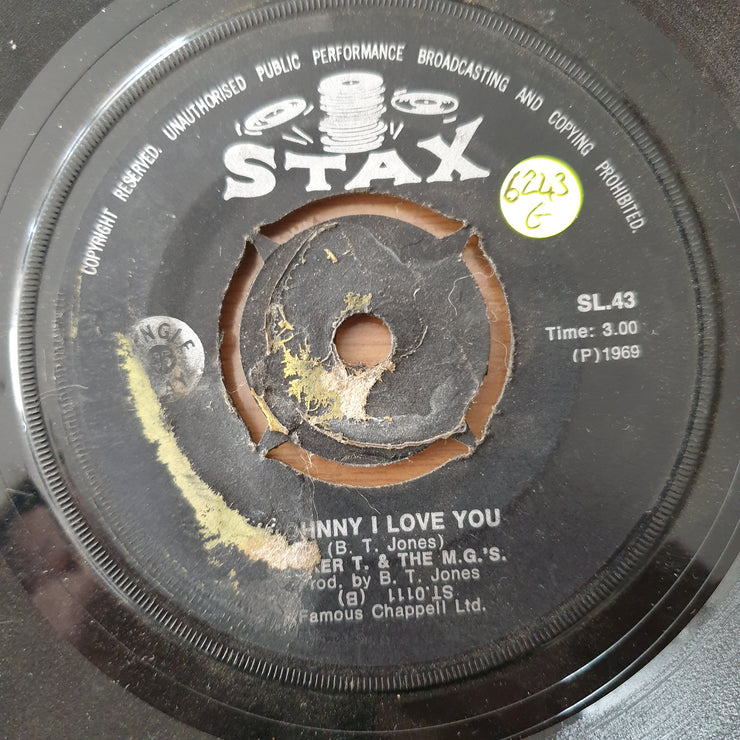 COPYRIGHT RESERVED. UNAUTHORISED PUBLIC PERFORMANCE BROADCASTING AND COPYING PROHIBITED.
STAX
6243
G
SL.43
Time: 3.00
(P)1969
NGLE
HNNY I LOVE YOU
(B. T. Jones)
KER T. & THE M.G.'S.
rod. by B. T. Jones
ST.0111 (B)
Famous Chappell Ltd.